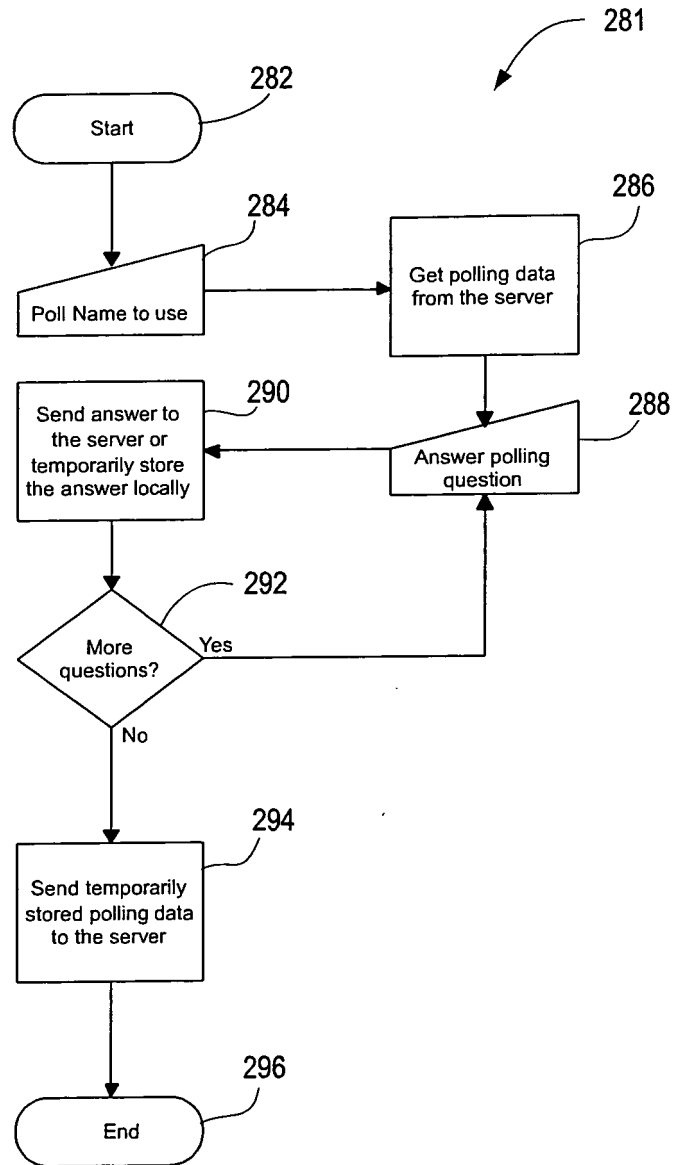 281
282
Start
284
Poll Name to use
286
Get polling data
from the server
290
Send answer to
the server or
temporarily store
the answer locally
288
Answer polling
question
292
More
questions?
Yes
No
294
Send temporarily
stored polling data
to the server
296
End